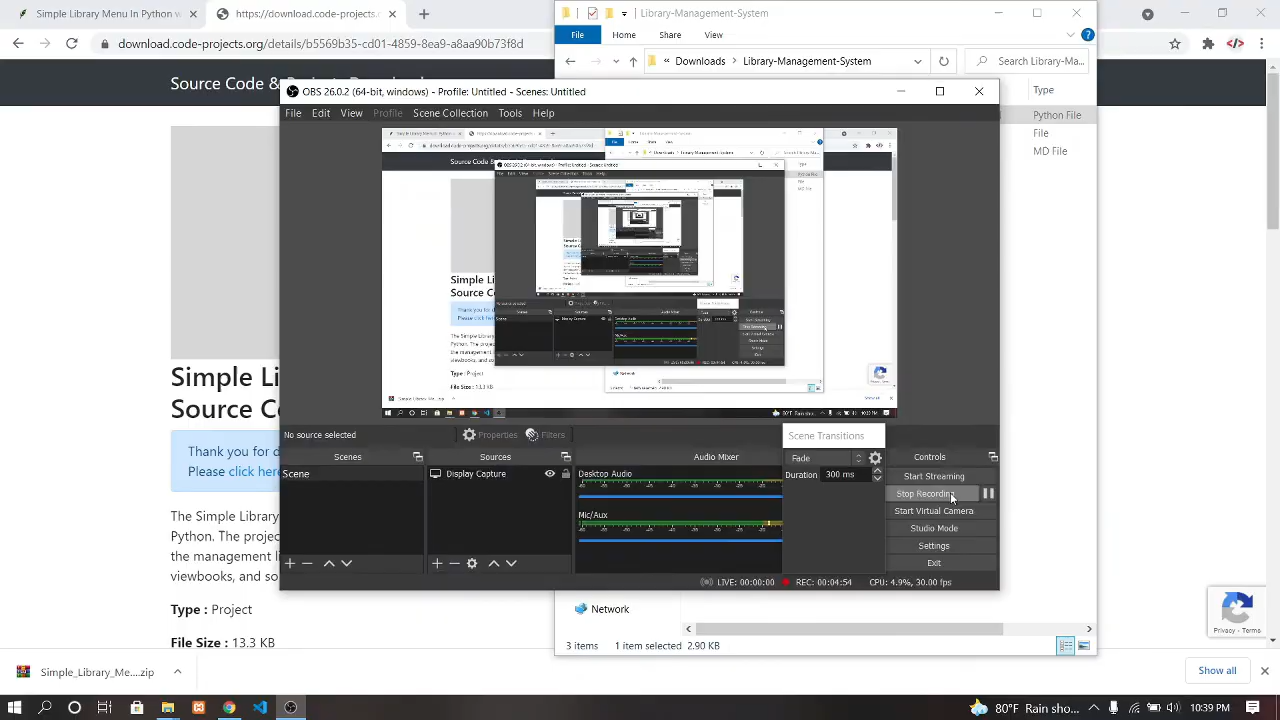 Simple Library Menu In Python w
https://download.code-projects.o
download.code-projects.org/details/b5569b35-cd01-4859-8ea9-a8aa90b73f8d
Library-Management-System
File
Home
Share
View
Downloads
Library-Management-System
Search Library-Ma...
Type
Python File
File
MD File
OBS 26.0.2 (64-bit, windows) - Profile: Untitled - Scenes: Untitled
File
Edit
View
Profile
Scene Collection
Tools
Help
No source selected
Properties
Filters
Scenes
Scene
Sources
Display Capture
Audio Mixer
Desktop Audio
Mic/Aux
Scene Transitions
Fade
Duration
300 ms
Controls
Start Streaming
Stop Recording
Start Virtual Camera
Studio Mode
Settings
Exit
LIVE: 00:00:00
REC: 00:04:54
CPU: 4.9%, 30.00 fps
Simple Li
Source C
Thank you for d
Please click here
The Simple Library
Python. The projec
the management li
viewbooks, and so
Type : Project
File Size : 13.3 KB
Network
3 items
1 item selected 2.90 KB
Privacy - Terms
Simple_Library_Me....zip
Show all
80°F Rain sho...
10:39 PM